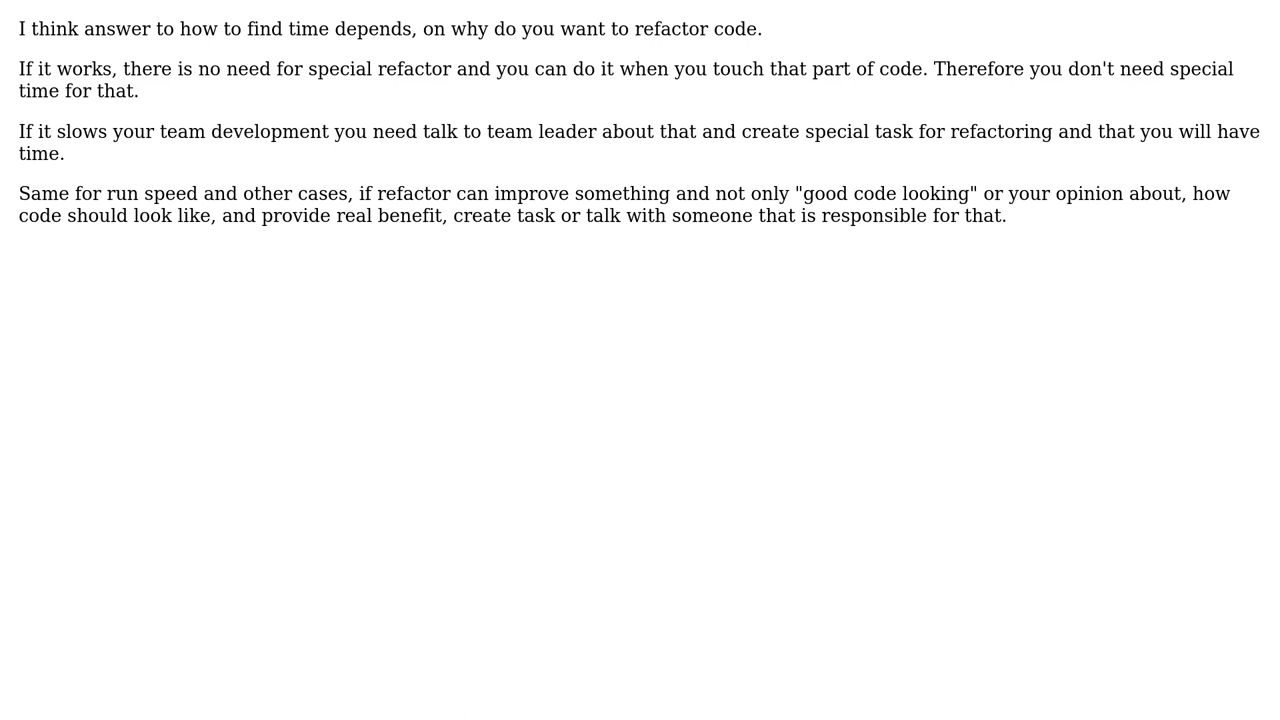 I think answer to how to find time depends, on why do you want to refactor code.
If it works, there is no need for special refactor and you can do it when you touch that part of code. Therefore you don't need special
time for that.
If it slows your team development you need talk to team leader about that and create special task for refactoring and that you will have
time.
Same for run speed and other cases, if refactor can improve something and not only "good code looking" or your opinion about, how
code should look like, and provide real benefit, create task or talk with someone that is responsible for that.